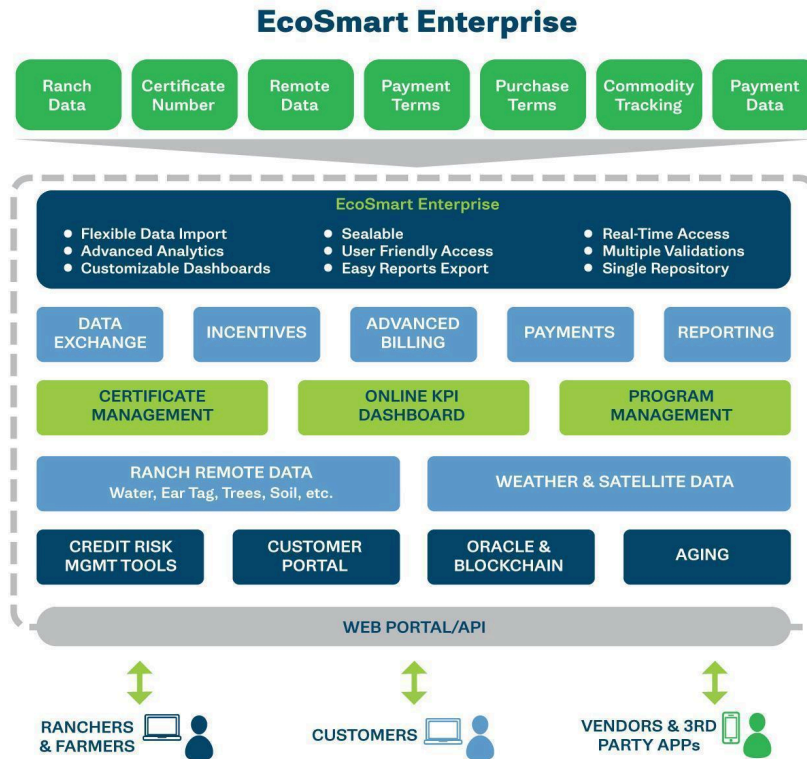 EcoSmart Enterprise
Ranch Data
Certificate Number
Remote Data
Payment Terms
Purchase Terms
Commodity Tracking
Payment Data
EcoSmart Enterprise
Flexible Data Import
Advanced Analytics
Customizable Dashboards
Sealable
User Friendly Access
Easy Reports Export
Real-Time Access
Multiple Validations
Single Repository
DATA EXCHANGE
INCENTIVES
ADVANCED BILLING
PAYMENTS
REPORTING
CERTIFICATE MANAGEMENT
ONLINE KPI DASHBOARD
PROGRAM MANAGEMENT
RANCH REMOTE DATA
Water, Ear Tag, Trees, Soil, etc.
WEATHER & SATELLITE DATA
CREDIT RISK MGMT TOOLS
CUSTOMER PORTAL
ORACLE & BLOCKCHAIN
AGING
WEB PORTAL/API
RANCHERS & FARMERS
CUSTOMERS
VENDORS & 3RD PARTY APPs